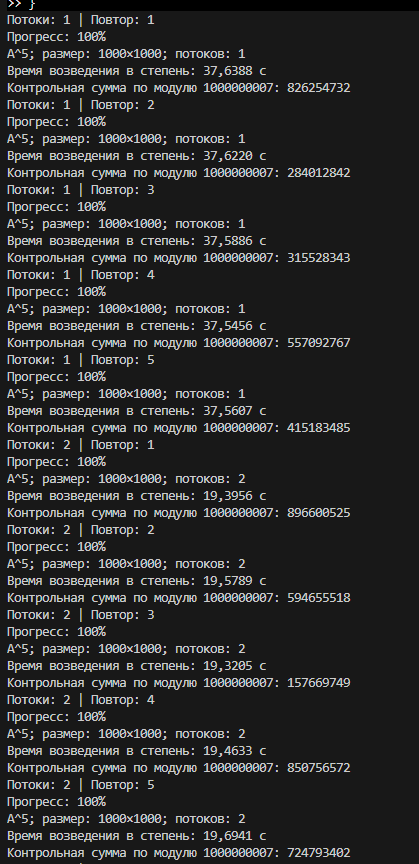 >> }
Потоки: 1 | Повтор: 1
Прогресс: 100%
A^5; размер: 1000×1000; потоков: 1
Время возведения в степень: 37,6388 с
Контрольная сумма по модулю 1000000007: 826254732
Потоки: 1 | Повтор: 2
Прогресс: 100%
A^5; размер: 1000×1000; потоков: 1
Время возведения в степень: 37,6220 с
Контрольная сумма по модулю 1000000007: 284012842
Потоки: 1 | Повтор: 3
Прогресс: 100%
A^5; размер: 1000×1000; потоков: 1
Время возведения в степень: 37,5886 с
Контрольная сумма по модулю 1000000007: 315528343
Потоки: 1 | Повтор: 4
Прогресс: 100%
A^5; размер: 1000×1000; потоков: 1
Время возведения в степень: 37,5456 с
Контрольная сумма по модулю 1000000007: 557092767
Потоки: 1 | Повтор: 5
Прогресс: 100%
A^5; размер: 1000×1000; потоков: 1
Время возведения в степень: 37,5607 с
Контрольная сумма по модулю 1000000007: 415183485
Потоки: 2 | Повтор: 1
Прогресс: 100%
A^5; размер: 1000×1000; потоков: 2
Время возведения в степень: 19,3956 с
Контрольная сумма по модулю 1000000007: 896600525
Потоки: 2 | Повтор: 2
Прогресс: 100%
A^5; размер: 1000×1000; потоков: 2
Время возведения в степень: 19,5789 с
Контрольная сумма по модулю 1000000007: 594655518
Потоки: 2 | Повтор: 3
Прогресс: 100%
A^5; размер: 1000×1000; потоков: 2
Время возведения в степень: 19,3205 с
Контрольная сумма по модулю 1000000007: 157669749
Потоки: 2 | Повтор: 4
Прогресс: 100%
A^5; размер: 1000×1000; потоков: 2
Время возведения в степень: 19,4633 с
Контрольная сумма по модулю 1000000007: 850756572
Потоки: 2 | Повтор: 5
Прогресс: 100%
A^5; размер: 1000×1000; потоков: 2
Время возведения в степень: 19,6941 с
Контрольная сумма по модулю 1000000007: 724793402